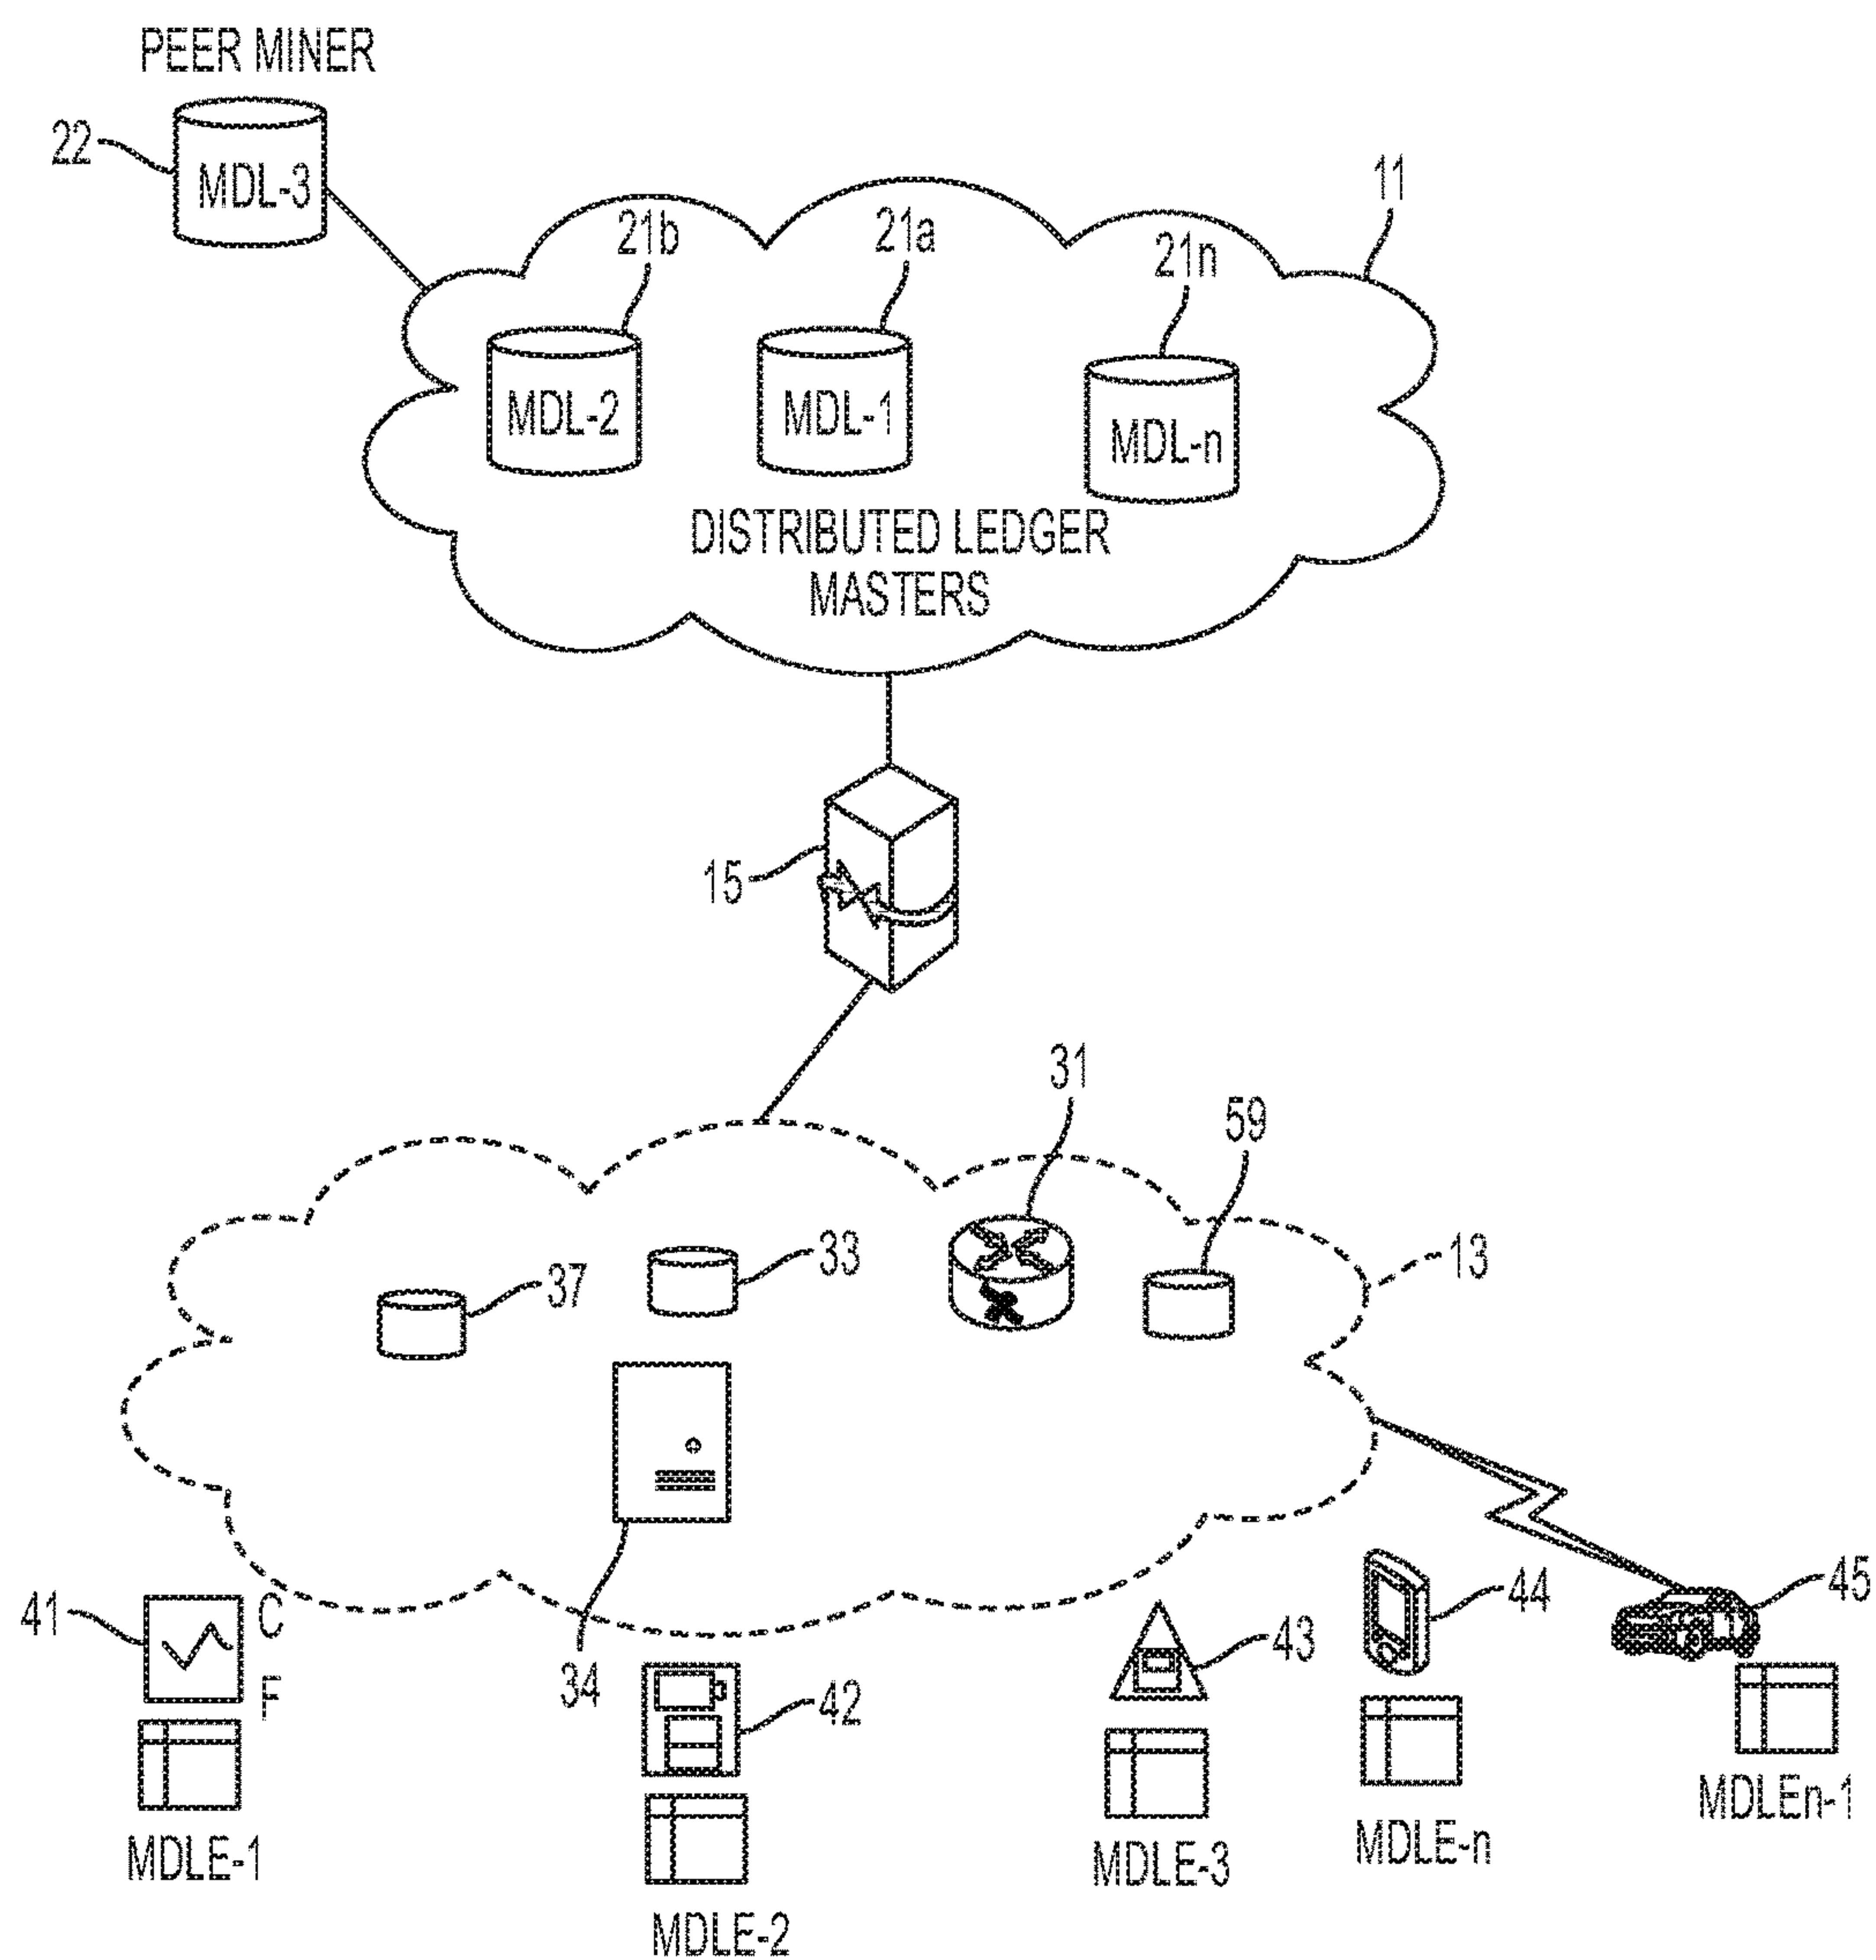 PEER MINER
22
MDL-3
11
21b
21a
21n
MDL-2
MDL-1
MDL-n
DISTRIBUTED LEDGER
MASTERS
15
31
59
33
13
37
41
C
F
34
42
43
44
45
MDLE-1
MDLE-2
MDLE-3
MDLE-n
MDLEn-1